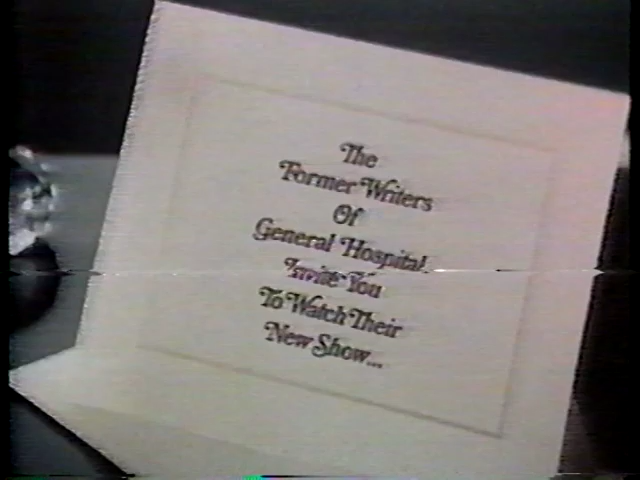 The
Former Writers
Of
General Hospital
Invite You
To Watch Their
New Show...